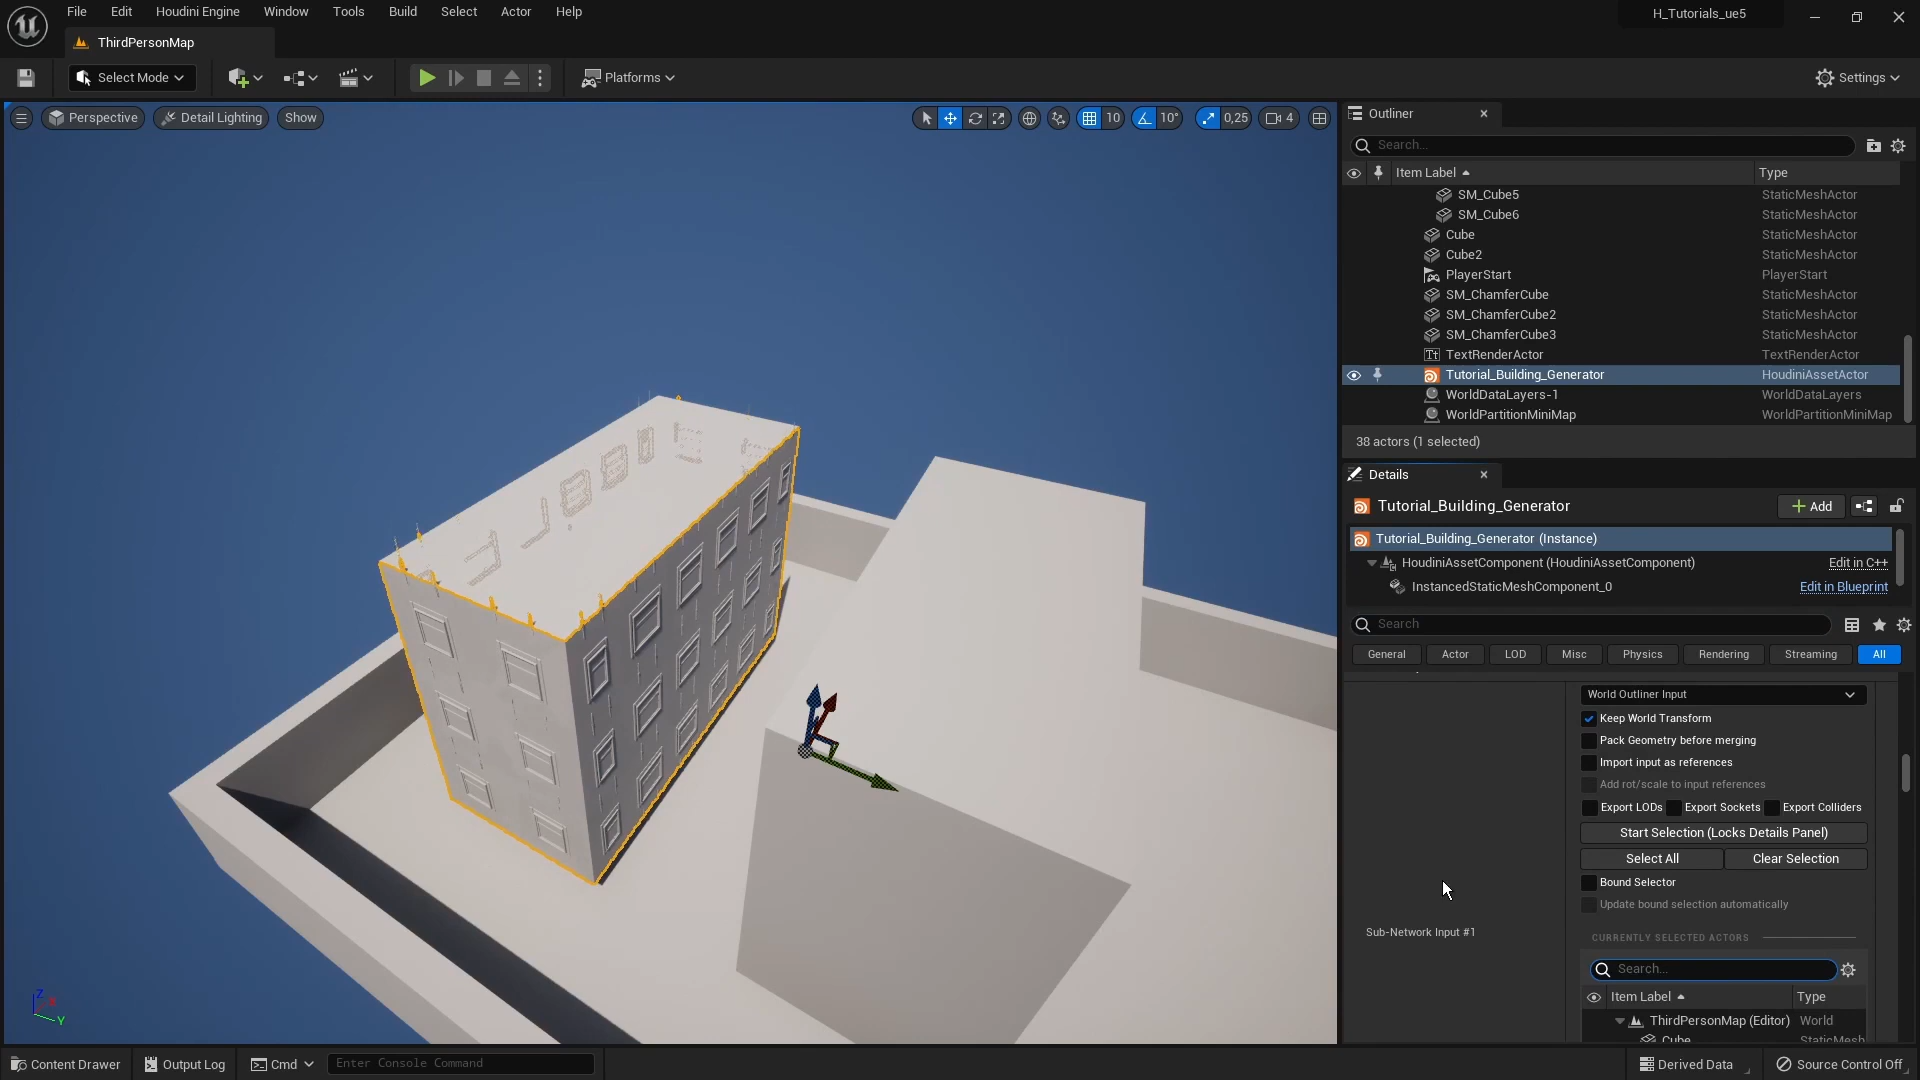 File Edit Houdini Engine Window Tools Build Select Actor Help
H_Tutorials_ue5
ThirdPersonMap
Select Mode
Platforms
Settings
Perspective Detail Lighting Show
10 10° 0,25 4
Outliner
Search...
Item Label Type
SM_Cube5 StaticMeshActor
SM_Cube6 StaticMeshActor
Cube StaticMeshActor
Cube2 StaticMeshActor
PlayerStart PlayerStart
SM_ChamferCube StaticMeshActor
SM_ChamferCube2 StaticMeshActor
SM_ChamferCube3 StaticMeshActor
Tt TextRenderActor TextRenderActor
Tutorial_Building_Generator HoudiniAssetActor
WorldDataLayers-1 WorldDataLayers
WorldPartitionMiniMap WorldPartitionMiniMap
38 actors (1 selected)
Details
Tutorial_Building_Generator
Add
Tutorial_Building_Generator (Instance)
HoudiniAssetComponent (HoudiniAssetComponent) Edit in C++
InstancedStaticMeshComponent_0 Edit in Blueprint
Search
General Actor LOD Misc Physics Rendering Streaming All
World Outliner Input
Keep World Transform
Pack Geometry before merging
Import input as references
Add rot/scale to input references
Export LODs Export Sockets Export Colliders
Start Selection (Locks Details Panel)
Select All Clear Selection
Bound Selector
Update bound selection automatically
Sub-Network Input #1
CURRENTLY SELECTED ACTORS
Search...
Item Label Type
ThirdPersonMap (Editor) World
Cube StaticMesh
Z
X
Y
Content Drawer Output Log Cmd Enter Console Command
Derived Data Source Control Off